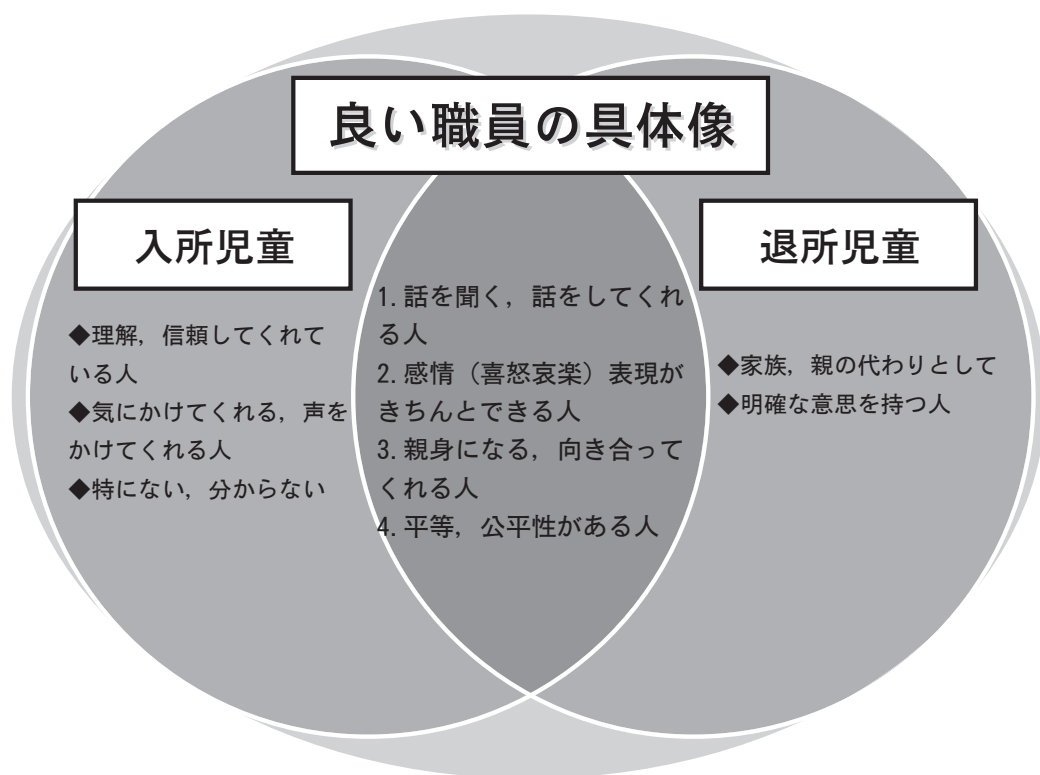 良い職員の具体像
入所児童
◆理解，信頼してくれて
いる人
◆気にかけてくれる，声を
かけてくれる人
◆特にない，分からない
1.話を聞く，話をしてくれ
る人
2.感情（喜怒哀楽）表現が
きちんとできる人
3.親身になる，向き合って
くれる人
4.平等，公平性がある人
退所児童
◆家族，親の代わりとして
◆明確な意思を持つ人